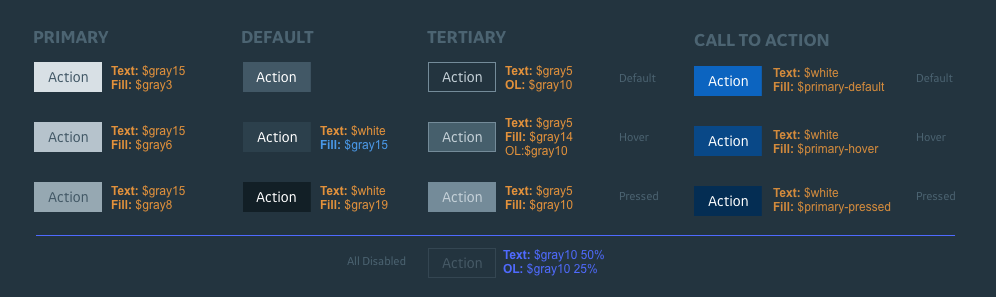 PRIMARY
DEFAULT
TERTIARY
CALL TO ACTION
Action
Text: $gray15
Fill: $gray3
Action
Action
Text: $gray5
OL: $gray10
Default
Action
Text: $white
Fill: $primary-default
Default
Action
Text: $gray15
Fill: $gray6
Action
Text: $white
Fill: $gray15
Action
Text: $gray5
Fill: $gray14
OL:$gray10
Hover
Action
Text: $white
Fill: $primary-hover
Hover
Action
Text: $gray15
Fill: $gray8
Action
Text: $white
Fill: $gray19
Action
Text: $gray5
Fill: $gray10
Pressed
Action
Text: $white
Fill: $primary-pressed
Pressed
All Disabled
Action
Text: $gray10 50%
OL: $gray10 25%